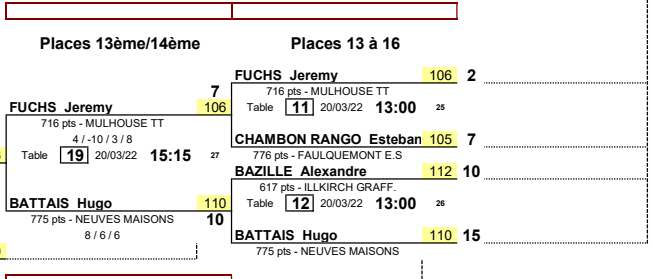 Places 13ème/14ème
Places 13 à 16
FUCHS Jeremy 106 2
7
716 pts - MULHOUSE TT
FUCHS Jeremy 106
Table 11 20/03/22 13:00 25
716 pts - MULHOUSE TT
4 / -10 / 3 / 8
CHAMBON RANGO Esteban 105 7
Table 19 20/03/22 15:15 27
776 pts - FAULQUEMONT E.S
BAZILLE Alexandre 112 10
617 pts - ILLKIRCH GRAFF.
BATTAIS Hugo 110
Table 12 20/03/22 13:00 26
775 pts - NEUVES MAISONS
10
8 / 6 / 6
BATTAIS Hugo 110 15
775 pts - NEUVES MAISONS